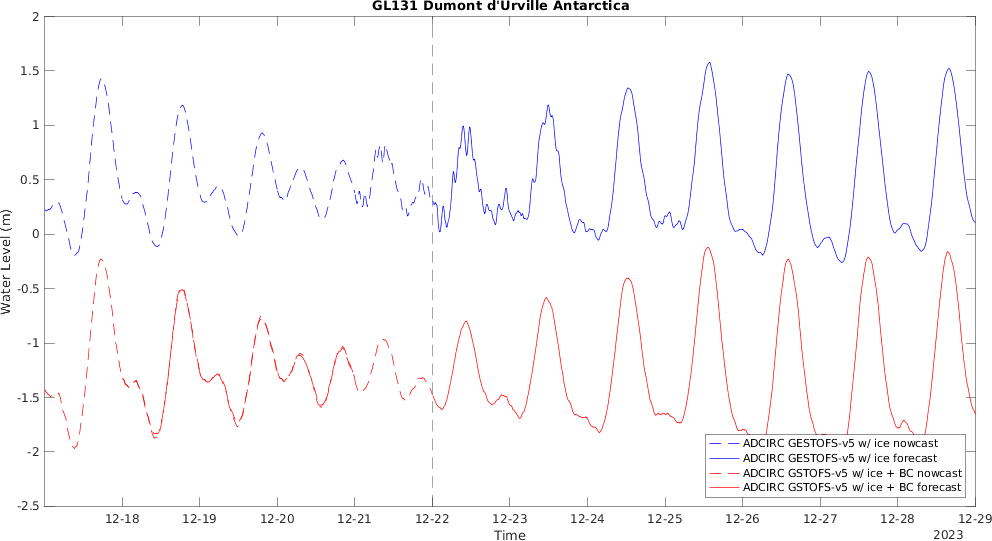 GL131 Dumont d'Urville Antarctica
2
1.5
1
0.5
0
-0.5
-1
-1.5
-2
-2.5
Water Level (m)
ADCIRC GESTOFS-v5 w/ ice nowcast
ADCIRC GESTOFS-v5 w/ ice forecast
ADCIRC GSTOFS-v5 w/ ice + BC nowcast
ADCIRC GSTOFS-v5 w/ ice + BC forecast
12-18 12-19 12-20 12-21 12-22 12-23 12-24 12-25 12-26 12-27 12-28 12-29
Time
2023